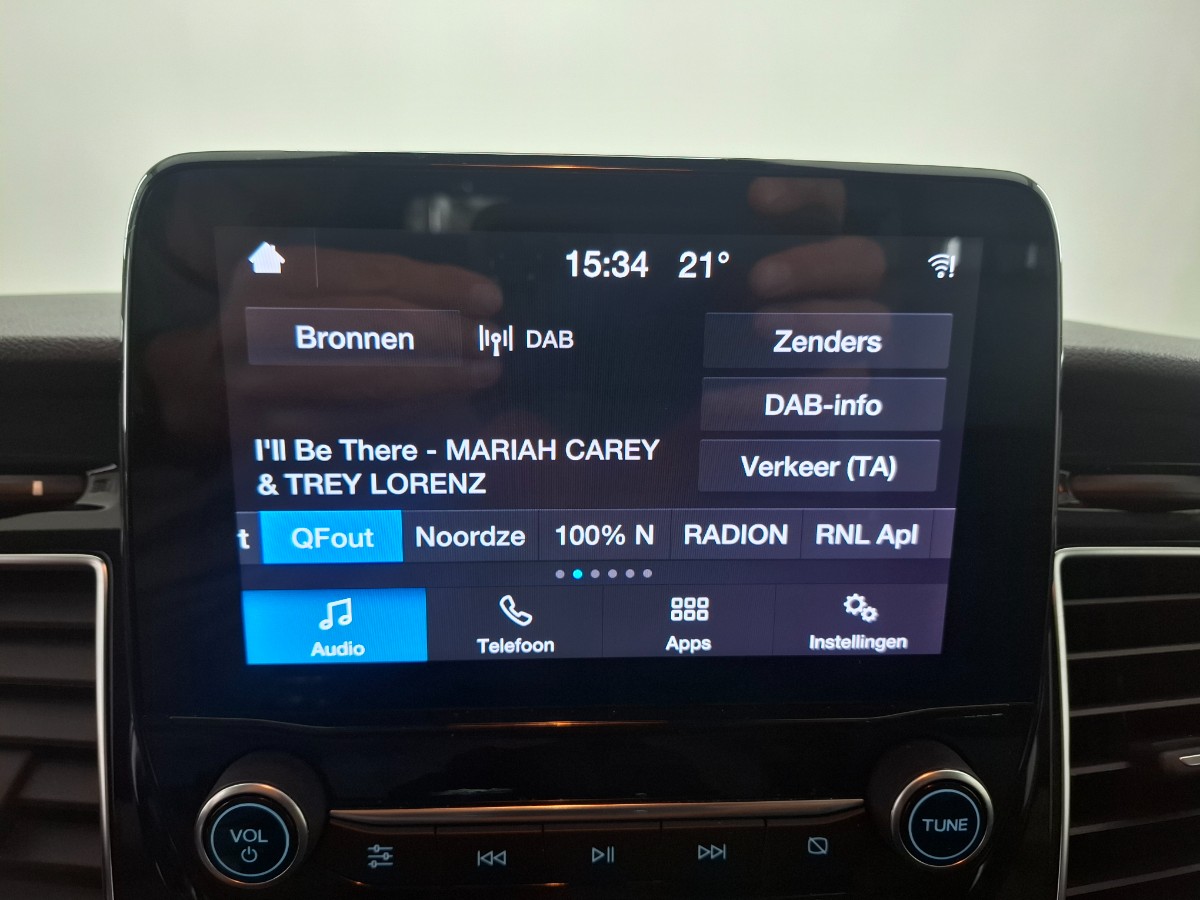 15:34 21°
Bronnen DAB Zenders
DAB-info
I'll Be There - MARIAH CAREY
& TREY LORENZ
Verkeer (TA)
t QFout Noordze 100% N RADION RNL Apl
Audio Telefoon Apps Instellingen
VOL TUNE